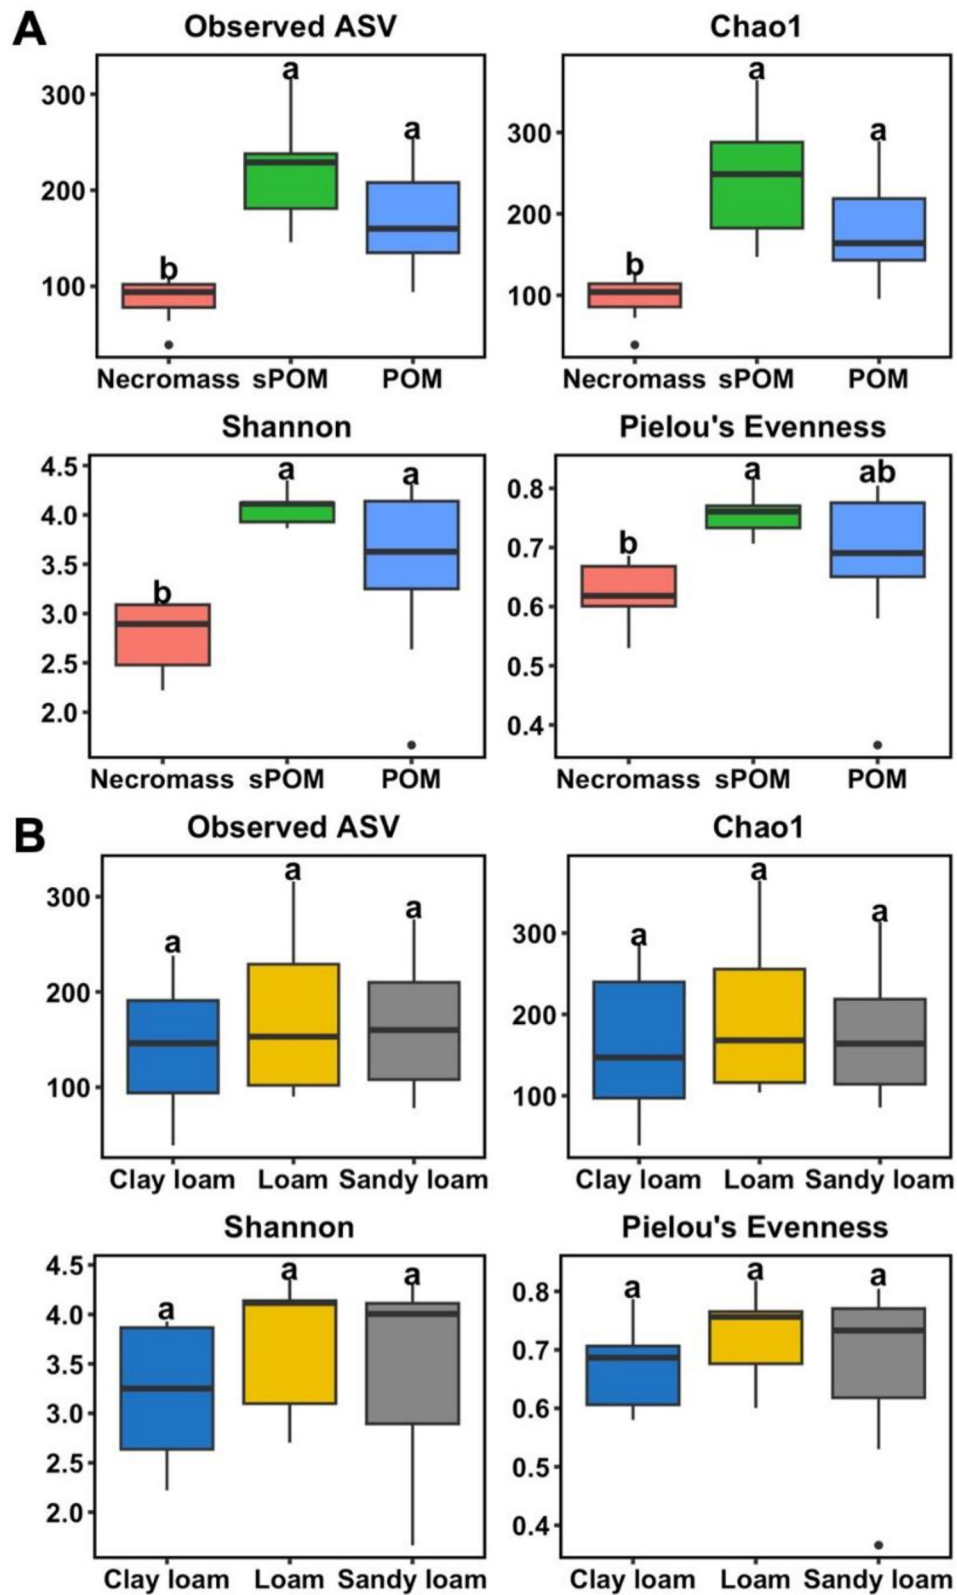 A
Observed ASV
Chao1
300
200
100
b
a
a
Necromass sPOM POM
300
200
100
b
a
a
Necromass sPOM POM
Shannon
Pielou's Evenness
4.5
4.0
3.5
3.0
2.5
2.0
b
a
a
Necromass sPOM POM
0.8
0.7
0.6
0.5
0.4
b
a
ab
Necromass sPOM POM
B
Observed ASV
Chao1
300
200
100
a
a
a
Clay loam Loam Sandy loam
300
200
100
a
a
a
Clay loam Loam Sandy loam
Shannon
Pielou's Evenness
4.5
4.0
3.5
3.0
2.5
2.0
a
a
a
Clay loam Loam Sandy loam
0.8
0.7
0.6
0.5
0.4
a
a
a
Clay loam Loam Sandy loam